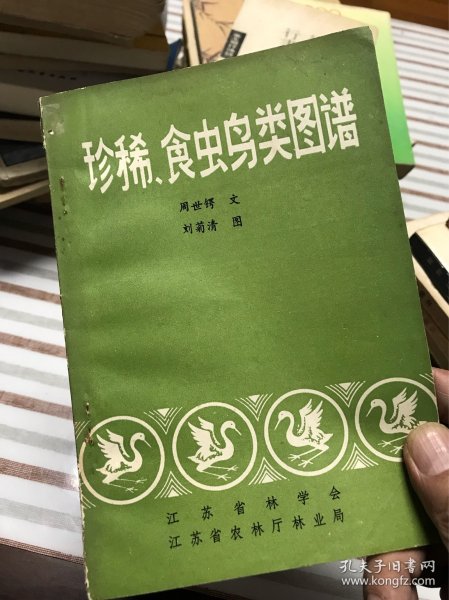 珍稀、食虫鸟类图谱
周世锷 文
刘菊清 图
江苏省林学会
江苏省农林厅林业局
孔夫子旧书网
www.kongfz.com